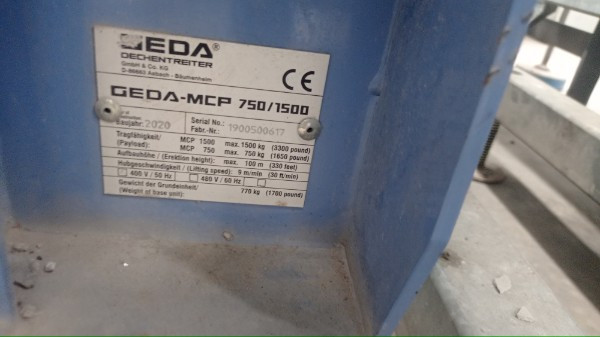 GEDA®
DECHENTREITER
GmbH & Co. KG
D-86663 Asbach - Bäumenheim
CE
GEDA-MCP 750/1500
Baujahr: 2020 Serial No.: 1900500617
Fabr.-Nr.:
Tragfähigkeit/ MCP 1500 max. 1500 kg (3300 pound)
(Payload): MCP 750 max. 750 kg (1650 pound)
Aufbauhöhe / (Erektion height): max. 100 m (330 feet)
Hubgeschwindigkeit / (Lifting speed): 9 m/min (30 ft/min)
400 V / 50 Hz 480 V / 60 Hz
Gewicht der Grundeinheit/ 770 kg (1700 pound)
(Weight of base unit):